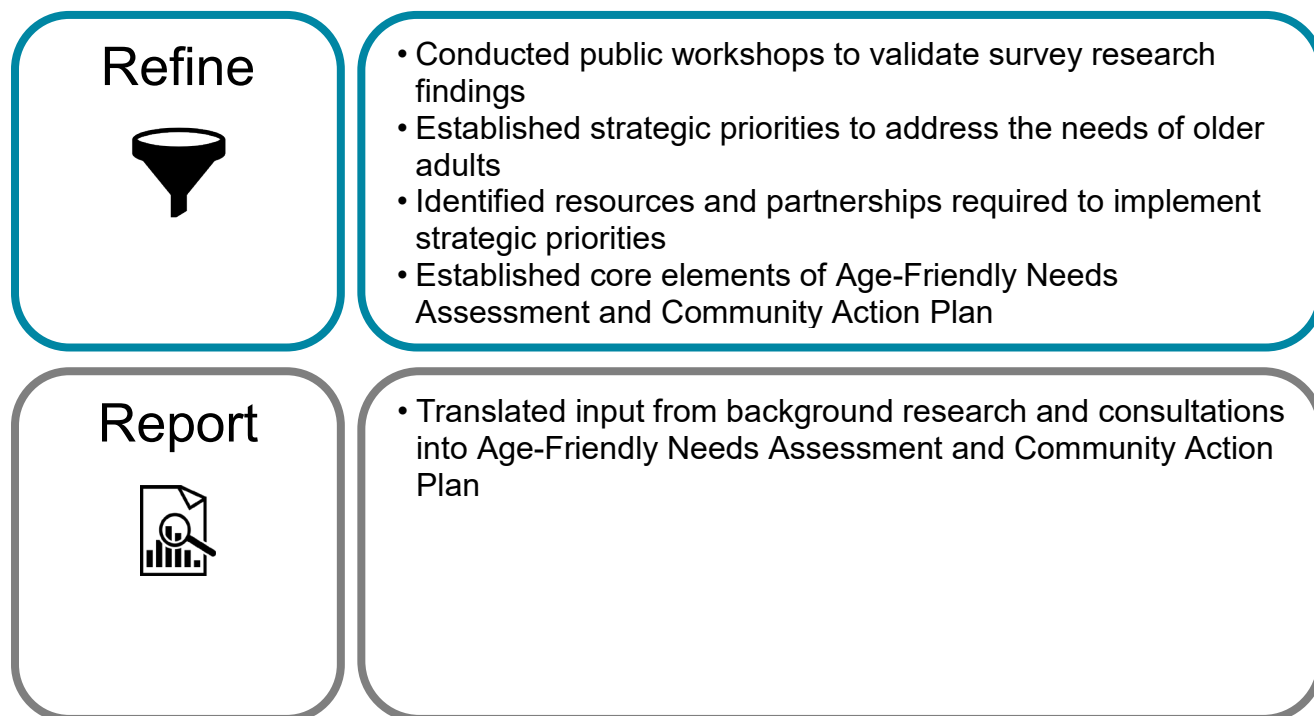 Refine
• Conducted public workshops to validate survey research
findings
• Established strategic priorities to address the needs of older
adults
• Identified resources and partnerships required to implement
strategic priorities
• Established core elements of Age-Friendly Needs
Assessment and Community Action Plan
Report
• Translated input from background research and consultations
into Age-Friendly Needs Assessment and Community Action
Plan